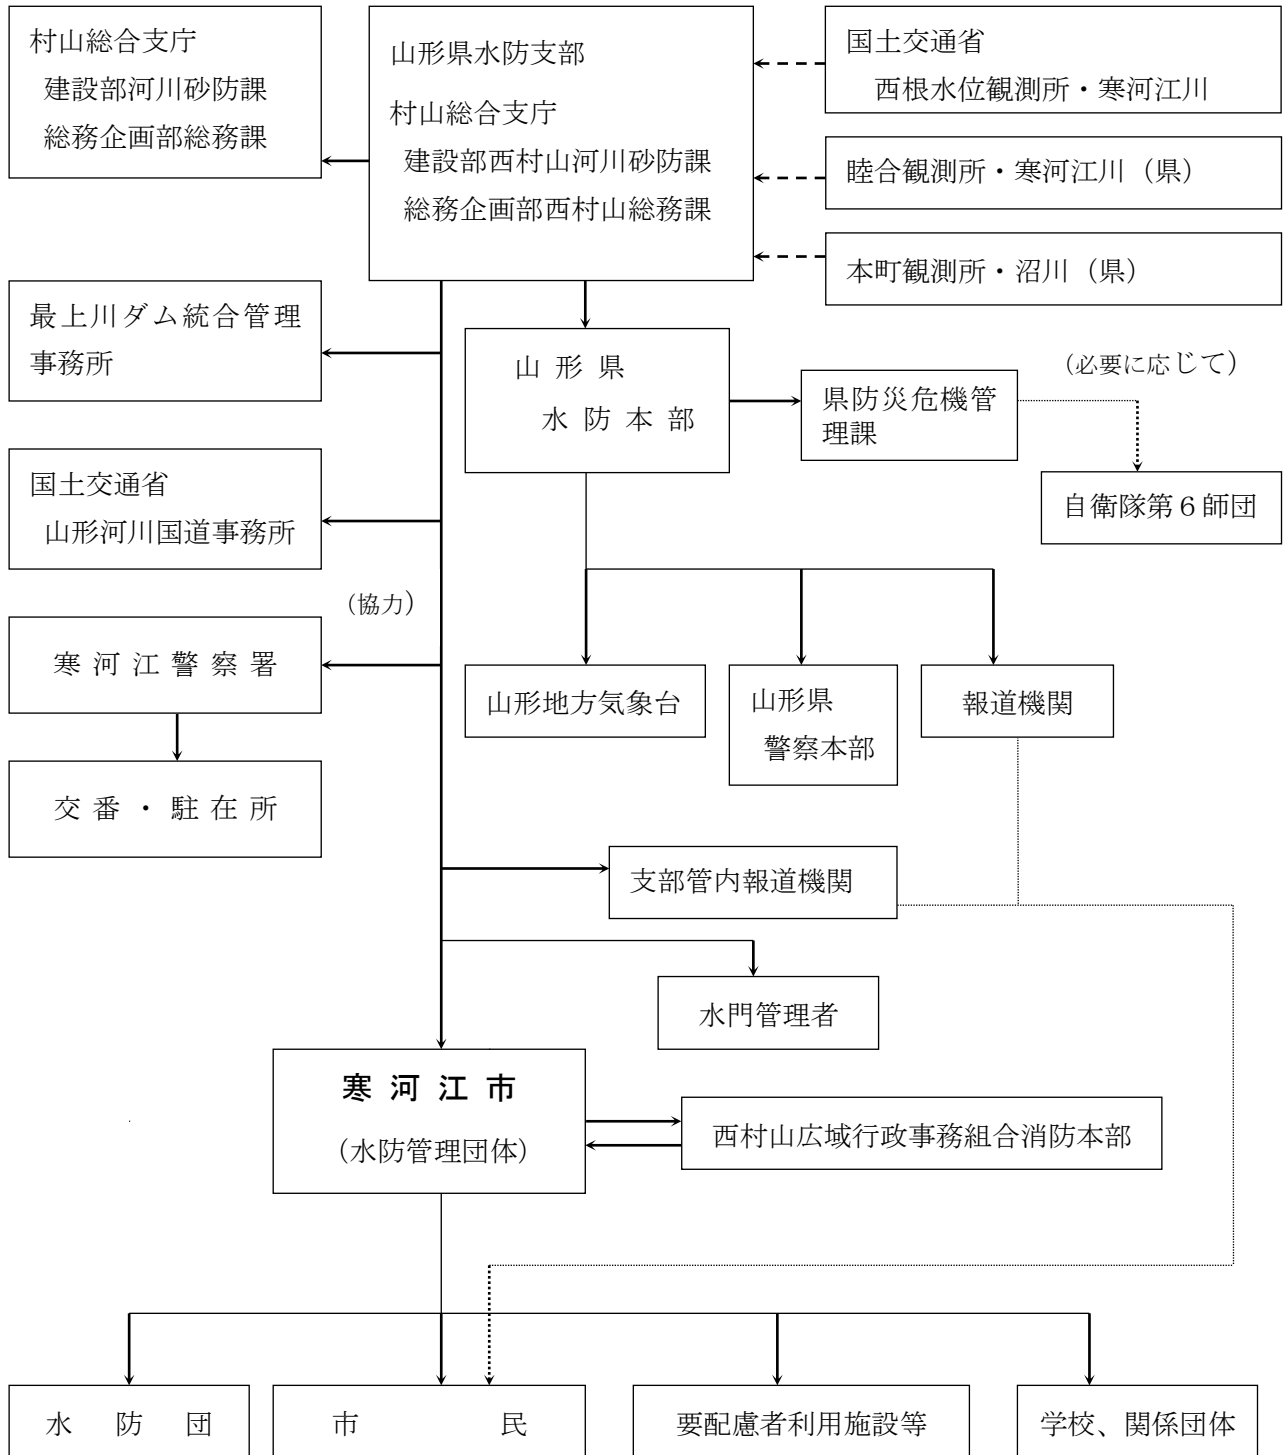 村山総合支庁
建設部河川砂防課
総務企画部総務課
山形県水防支部
村山総合支庁
建設部西村山河川砂防課
総務企画部西村山総務課
国土交通省
西根水位観測所・寒河江川
睦合観測所・寒河江川（県）
本町観測所・沼川（県）
最上川ダム統合管理
事務所
山形県
水防本部
（必要に応じて）
県防災危機管
理課
国土交通省
山形河川国道事務所
自衛隊第６師団
（協力）
寒河江警察署
山形地方気象台
山形県
警察本部
報道機関
交番・駐在所
支部管内報道機関
水門管理者
寒河江市
（水防管理団体）
西村山広域行政事務組合消防本部
水防団
市民
要配慮者利用施設等
学校、関係団体